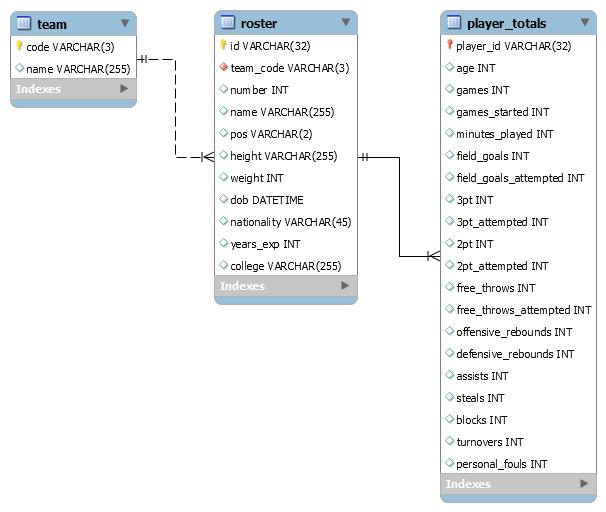 team
code VARCHAR(3)
name VARCHAR(255)
Indexes
roster
id VARCHAR(32)
team_code VARCHAR(3)
number INT
name VARCHAR(255)
pos VARCHAR(2)
height VARCHAR(255)
weight INT
dob DATETIME
nationality VARCHAR(45)
years_exp INT
college VARCHAR(255)
Indexes
player_totals
player_id VARCHAR(32)
age INT
games INT
games_started INT
minutes_played INT
field_goals INT
field_goals_attempted INT
3pt INT
3pt_attempted INT
2pt INT
2pt_attempted INT
free_throws INT
free_throws_attempted INT
offensive_rebounds INT
defensive_rebounds INT
assists INT
steals INT
blocks INT
turnovers INT
personal_fouls INT
Indexes